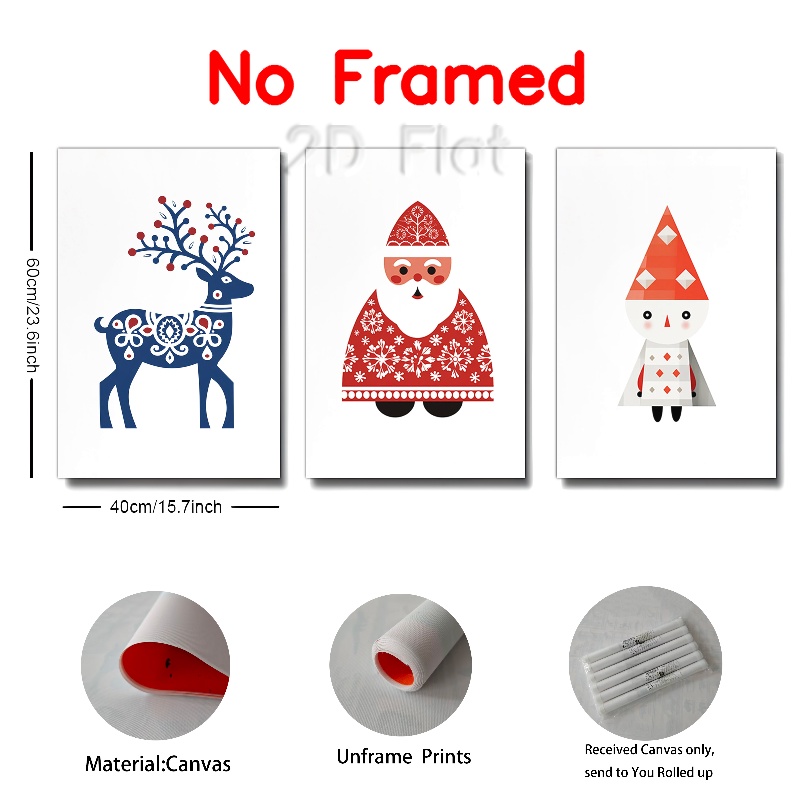 No Framed
2D Flat
60cm/23.6inch
40cm/15.7inch
Material:Canvas
Unframe Prints
Received Canvas only,
send to You Rolled up